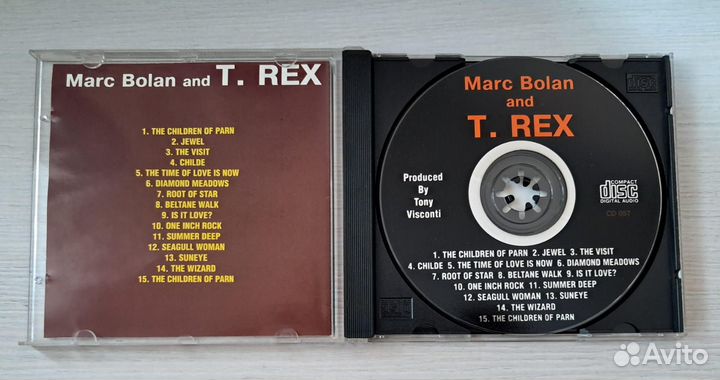 Marc Bolan and T. REX
1. THE CHILDREN OF PARN
2. JEWEL
3. THE VISIT
4. CHILDE
5. THE TIME OF LOVE IS NOW
6. DIAMOND MEADOWS
7. ROOT OF STAR
8. BELTANE WALK
9. IS IT LOVE?
10. ONE INCH ROCK
11. SUMMER DEEP
12. SEAGULL WOMAN
13. SUNEYE
14. THE WIZARD
15. THE CHILDREN OF PARN
Marc Bolan
and
T. REX
Produced
By
Tony
Visconti
COMPACT
disc
DIGITAL AUDIO
CD 057
1. THE CHILDREN OF PARN 2. JEWEL 3. THE VISIT
4. CHILDE 5. THE TIME OF LOVE IS NOW 6. DIAMOND MEADOWS
7. ROOT OF STAR 8. BELTANE WALK 9. IS IT LOVE?
10. ONE INCH ROCK 11. SUMMER DEEP
12. SEAGULL WOMAN 13. SUNEYE
14. THE WIZARD
15. THE CHILDREN OF PARN
Avito